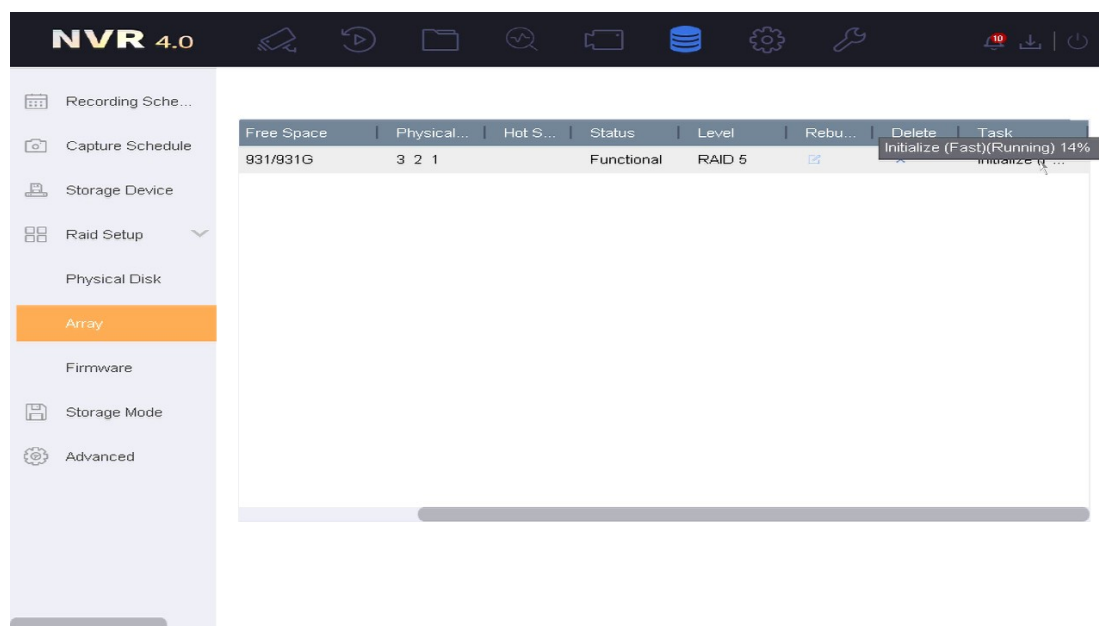 NVR 4.0
10
Recording Sche...
Capture Schedule
Storage Device
Raid Setup
Physical Disk
Array
Firmware
Storage Mode
Advanced
Free Space Physical... Hot S... Status Level Rebu... Delete Task
Initialize (Fast)(Running) 14%
931/931G 3 2 1 Functional RAID 5 Initialize (F ...